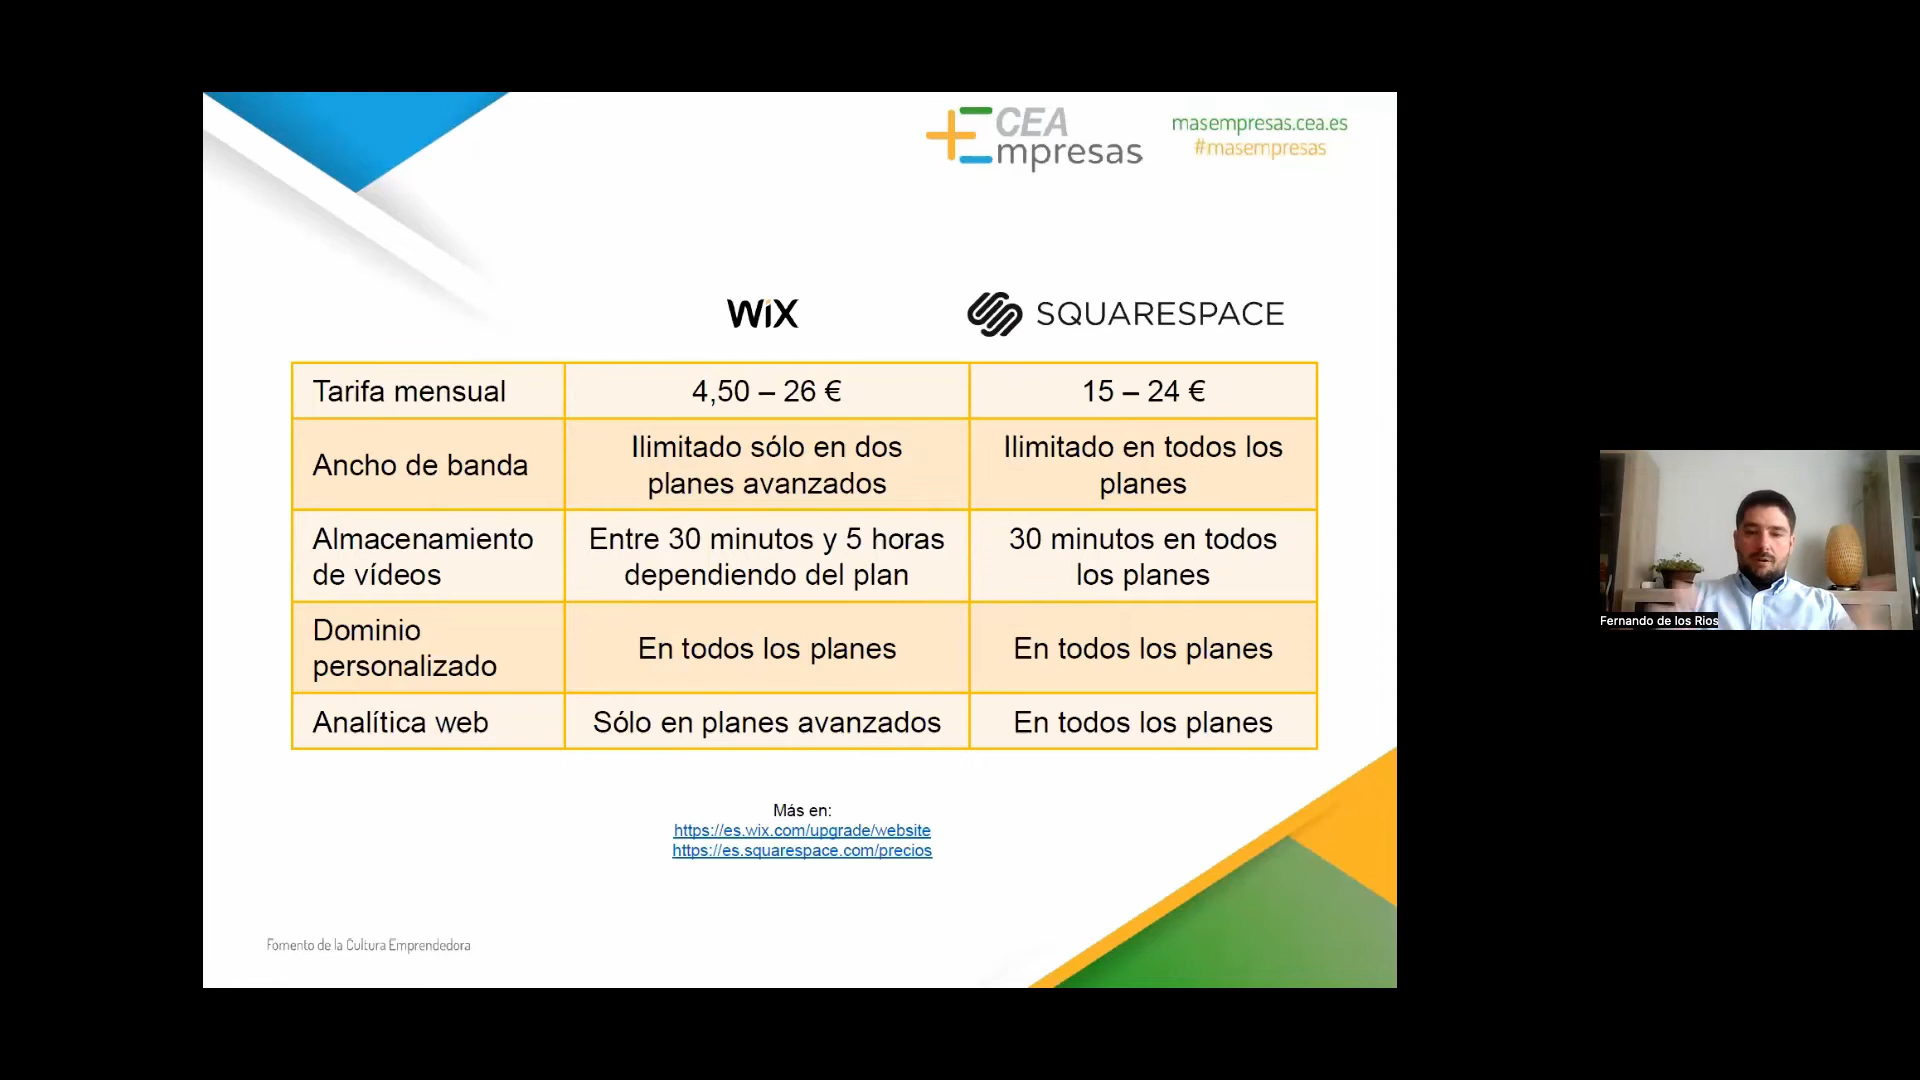 CEA
Empresas
masempresas.cea.es
#masempresas
WiX
SQUARESPACE
Tarifa mensual
4,50 – 26 €
15 – 24 €
Ancho de banda
Ilimitado sólo en dos
planes avanzados
Ilimitado en todos los
planes
Almacenamiento
de vídeos
Entre 30 minutos y 5 horas
dependiendo del plan
30 minutos en todos
los planes
Dominio
personalizado
En todos los planes
En todos los planes
Analítica web
Sólo en planes avanzados
En todos los planes
Más en:
https://es.wix.com/upgrade/website
https://es.squarespace.com/precios
Fomento de la Cultura Emprendedora
Fernando de los Rios